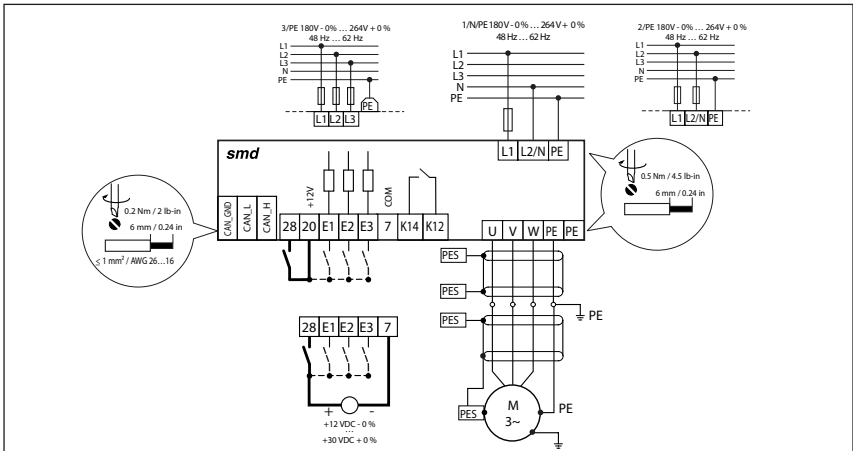 3/PE 180V - 0% ... 264V + 0 %
48 Hz ... 62 Hz
L1
L2
L3
N
PE
PE
L1 L2 L3
1/N/PE 180V - 0% ... 264V + 0 %
48 Hz ... 62 Hz
L1
L2
L3
N
PE
L1 L2/N PE
2/PE 180V - 0% ... 264V + 0 %
48 Hz ... 62 Hz
L1
L2
L3
N
PE
L1 L2/N PE
smd
0.2 Nm / 2 lb-in
6 mm / 0.24 in
≤ 1 mm² / AWG 26...16
0.5 Nm / 4.5 lb-in
6 mm / 0.24 in
+12V
COM
CAN_GND CAN_L CAN_H 28 20 E1 E2 E3 7 K14 K12
U V W PE PE
PES
PES
PES
PE
28 E1 E2 E3 7
+ -
+12 VDC - 0 %
...
+30 VDC + 0 %
PES
M
3~
PE